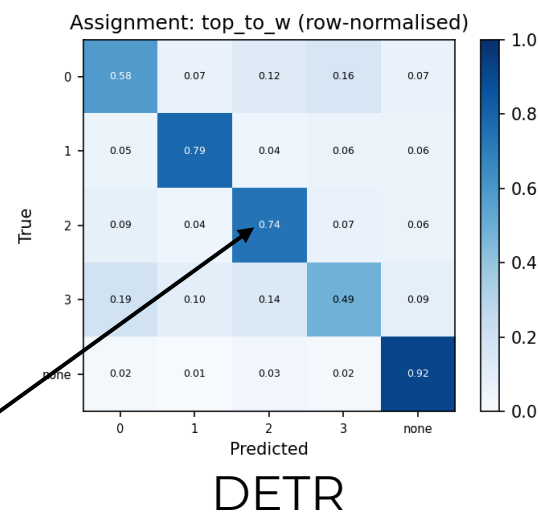 Assignment: top_to_w (row-normalised)
0 0.58 0.07 0.12 0.16 0.07
1 0.05 0.79 0.04 0.06 0.06
2 0.09 0.04 0.74 0.07 0.06
3 0.19 0.10 0.14 0.49 0.09
none 0.02 0.01 0.03 0.02 0.92
0 1 2 3 none
True
Predicted
1.0
0.8
0.6
0.4
0.2
0.0
DETR